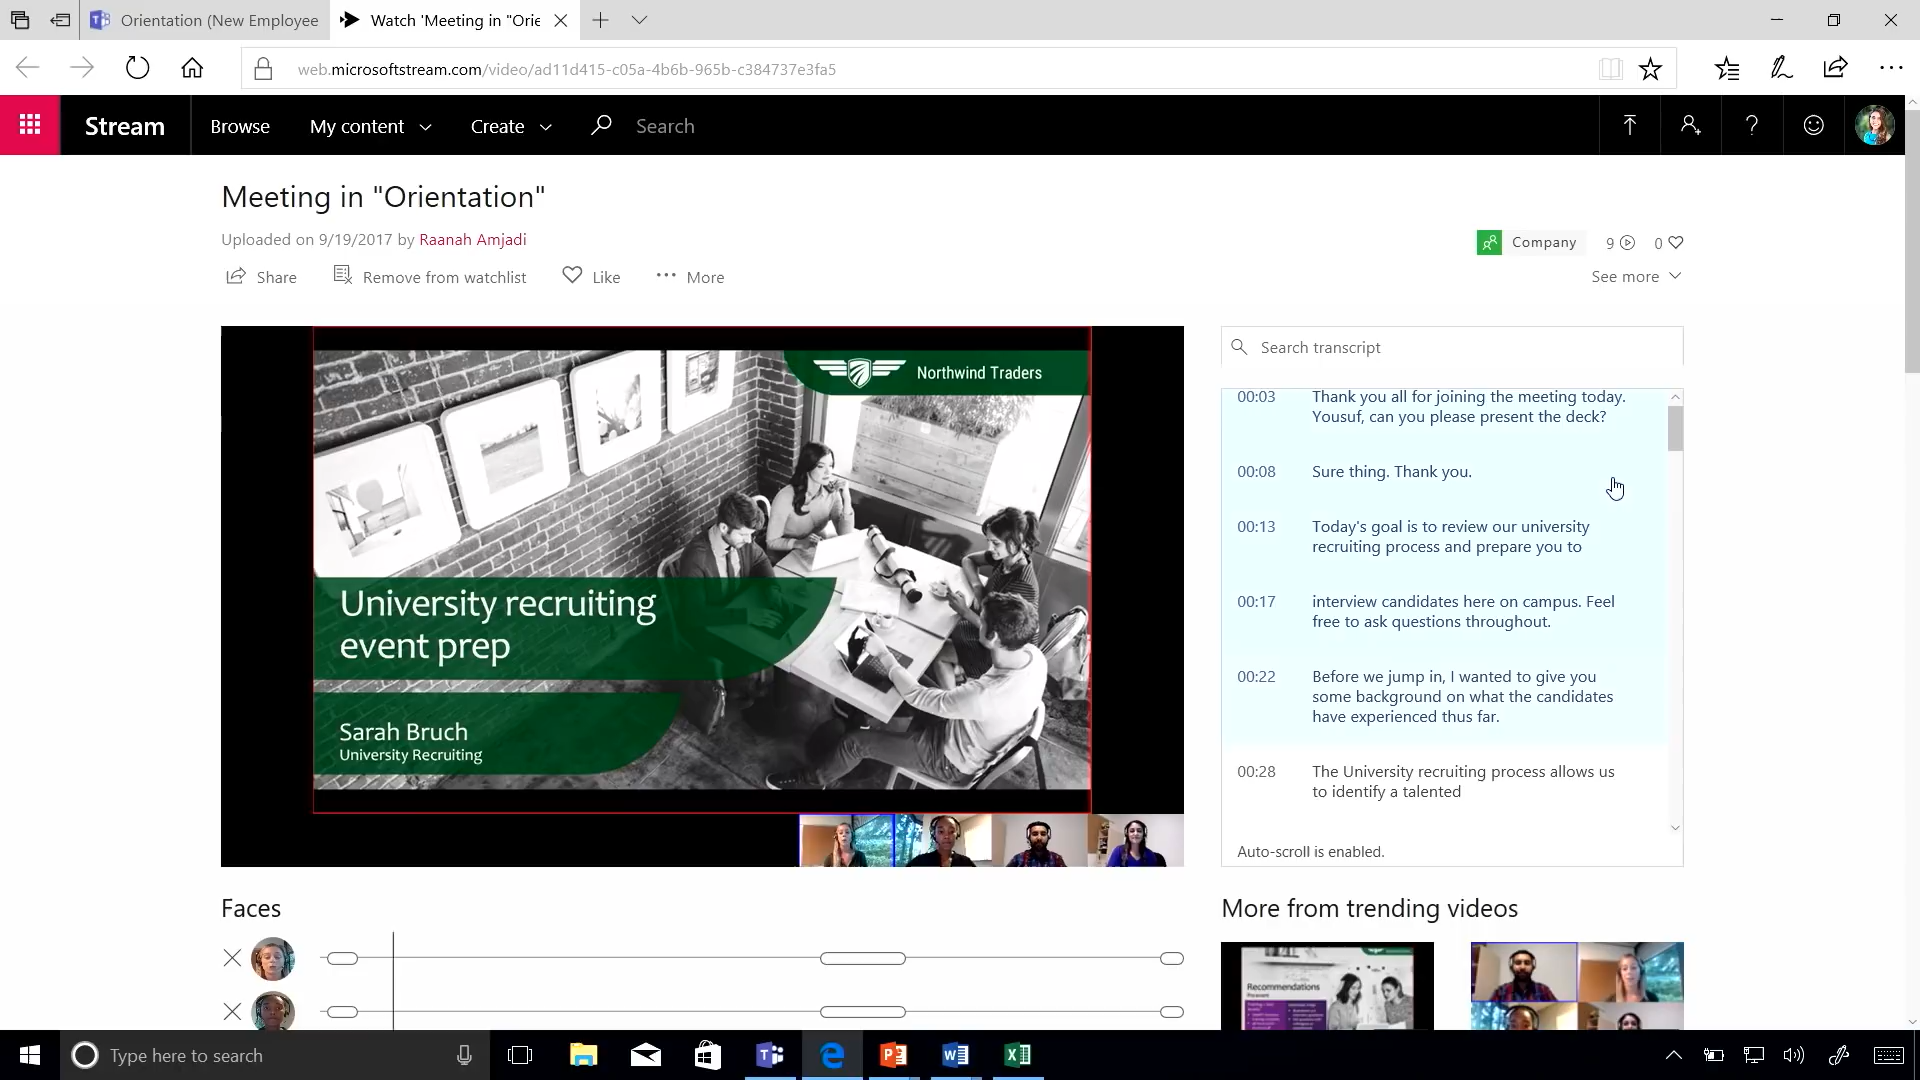 Orientation (New Employee
Watch 'Meeting in "Orie
web.microsoftstream.com/video/ad11d415-c05a-4b6b-965b-c384737e3fa5
Stream
Browse
My content
Create
Search
Meeting in "Orientation"
Uploaded on 9/19/2017 by Raanah Amjadi
Company
9
0
Share
Remove from watchlist
Like
More
See more
Northwind Traders
University recruiting
event prep
Sarah Bruch
University Recruiting
Search transcript
00:03 Thank you all for joining the meeting today.
Yousuf, can you please present the deck?
00:08 Sure thing. Thank you.
00:13 Today's goal is to review our university
recruiting process and prepare you to
00:17 interview candidates here on campus. Feel
free to ask questions throughout.
00:22 Before we jump in, I wanted to give you
some background on what the candidates
have experienced thus far.
00:28 The University recruiting process allows us
to identify a talented
Auto-scroll is enabled.
Faces
More from trending videos
Recommendations
Type here to search